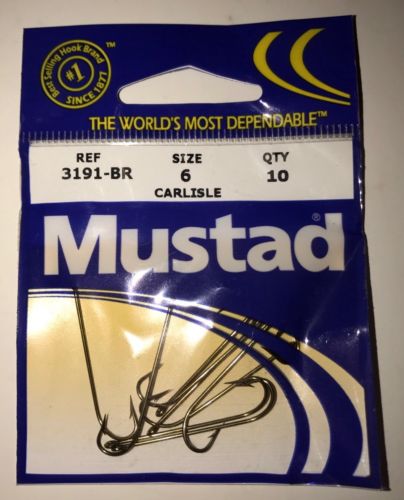 Best Selling Hook Brand
#1
SINCE 1877
™
THE WORLD'S MOST DEPENDABLE™
REF SIZE QTY
3191-BR 6 10
CARLISLE
Mustad®